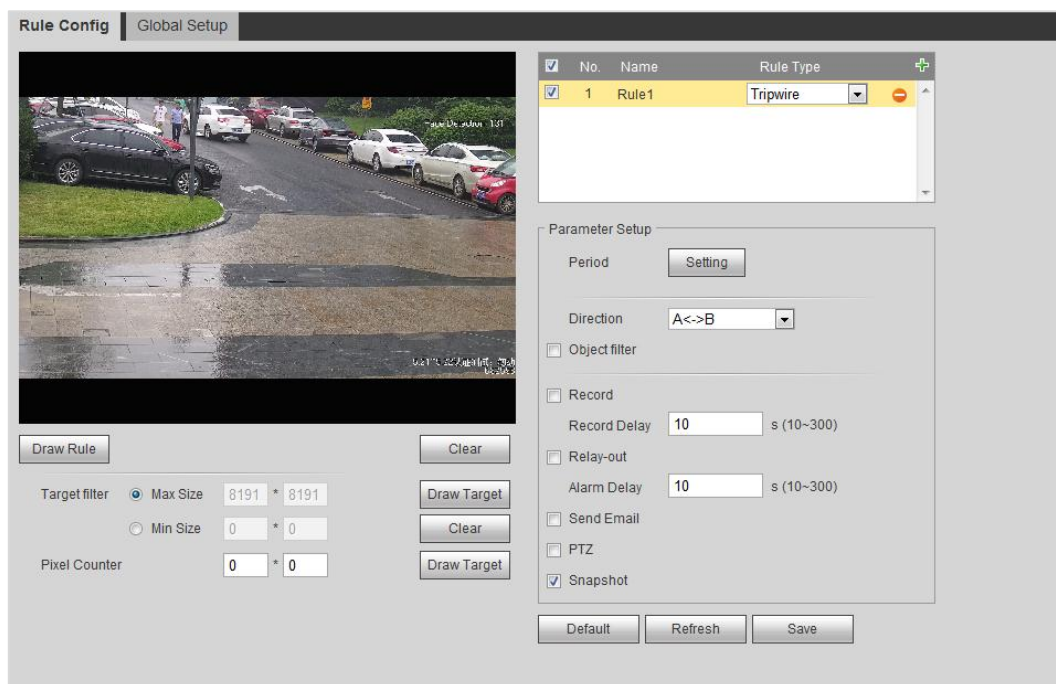 Rule Config Global Setup
No. Name Rule Type
1 Rule1 Tripwire
Parameter Setup
Period Setting
Direction A<->B
Object filter
Record
Record Delay 10 s (10~300)
Relay-out
Alarm Delay 10 s (10~300)
Send Email
PTZ
Snapshot
Default Refresh Save
Draw Rule Clear
Target filter Max Size 8191 * 8191 Draw Target
Min Size 0 * 0 Clear
Pixel Counter 0 * 0 Draw Target